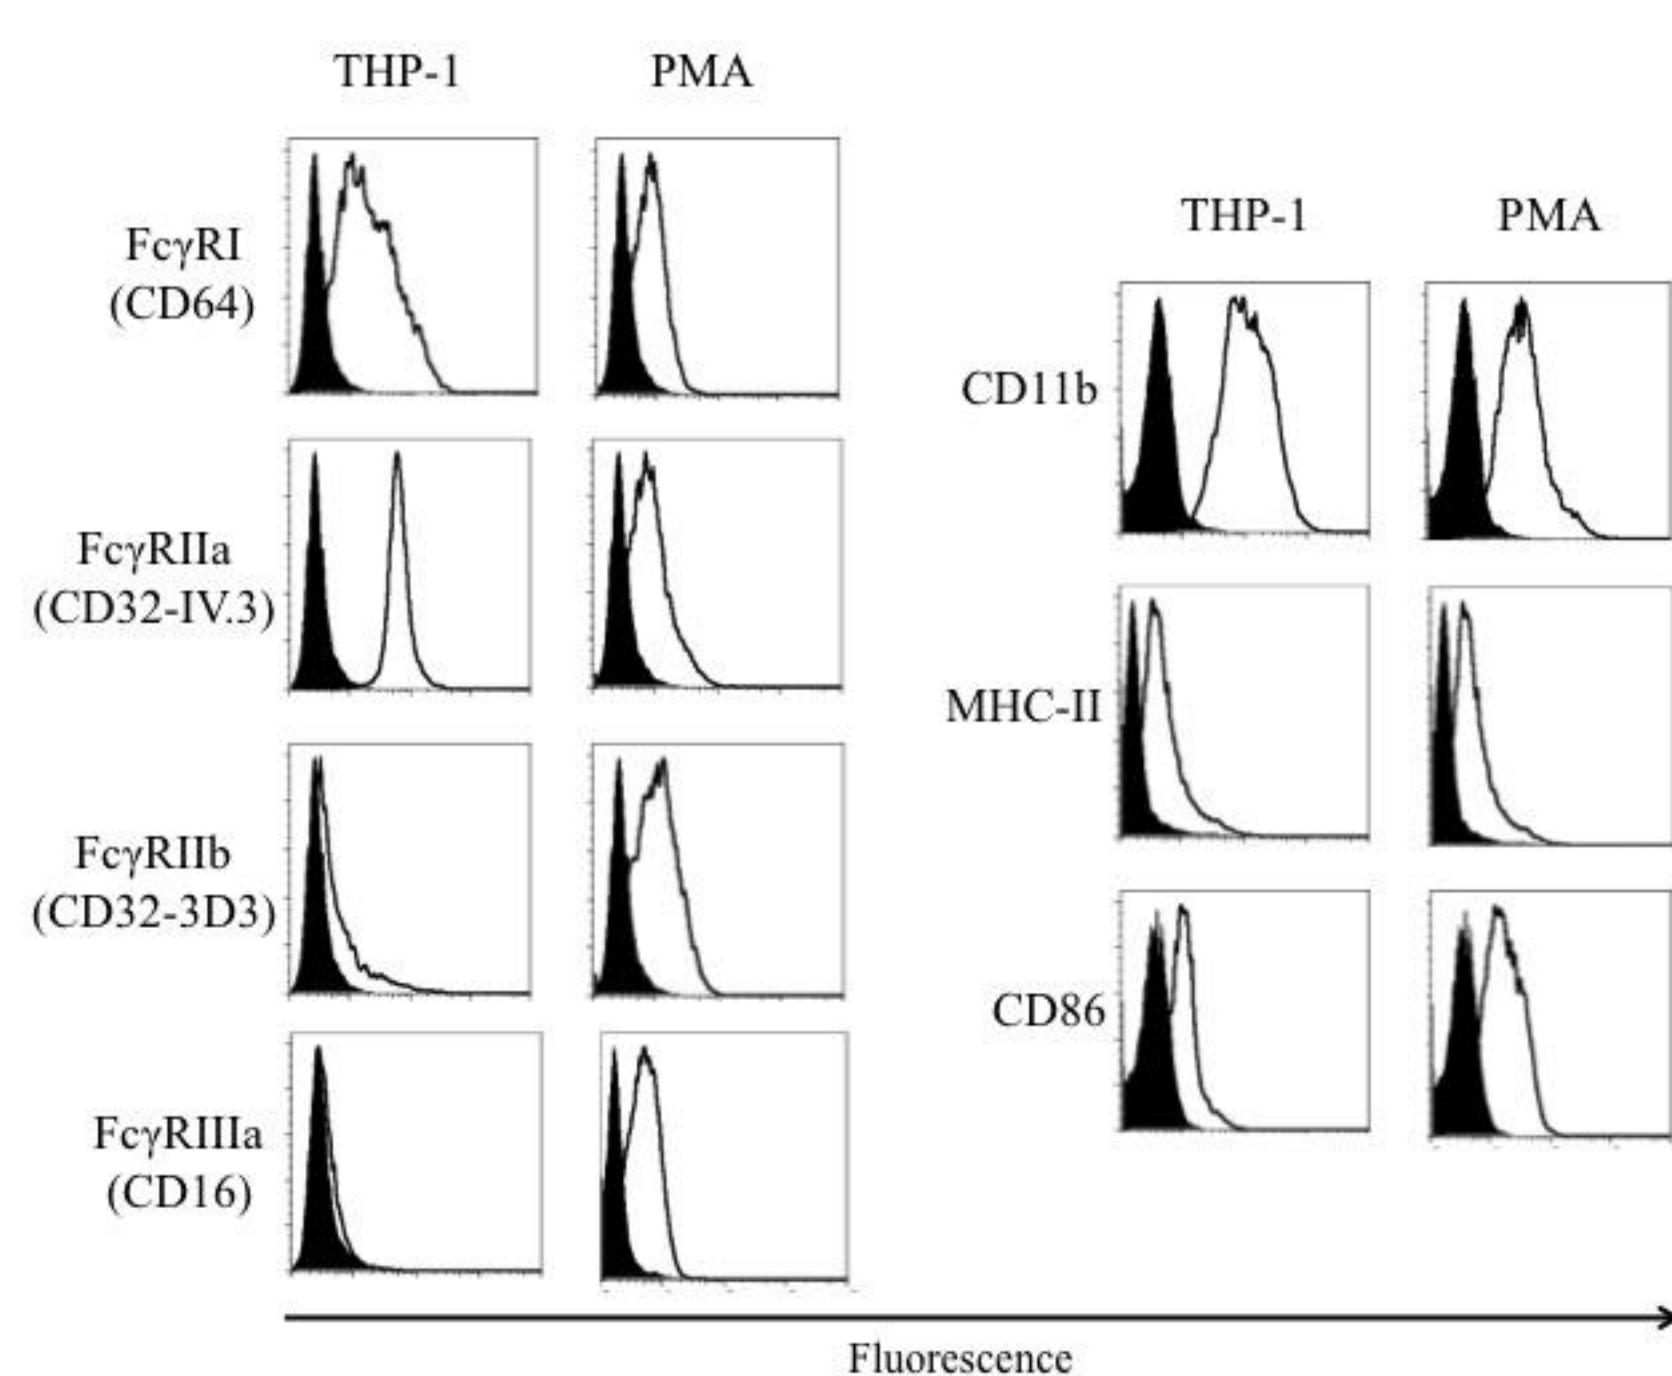 THP-1 PMA
FcγRI
(CD64)
FcγRIIa
(CD32-IV.3)
FcγRIIb
(CD32-3D3)
FcγRIIIa
(CD16)
THP-1 PMA
CD11b
MHC-II
CD86
Fluorescence